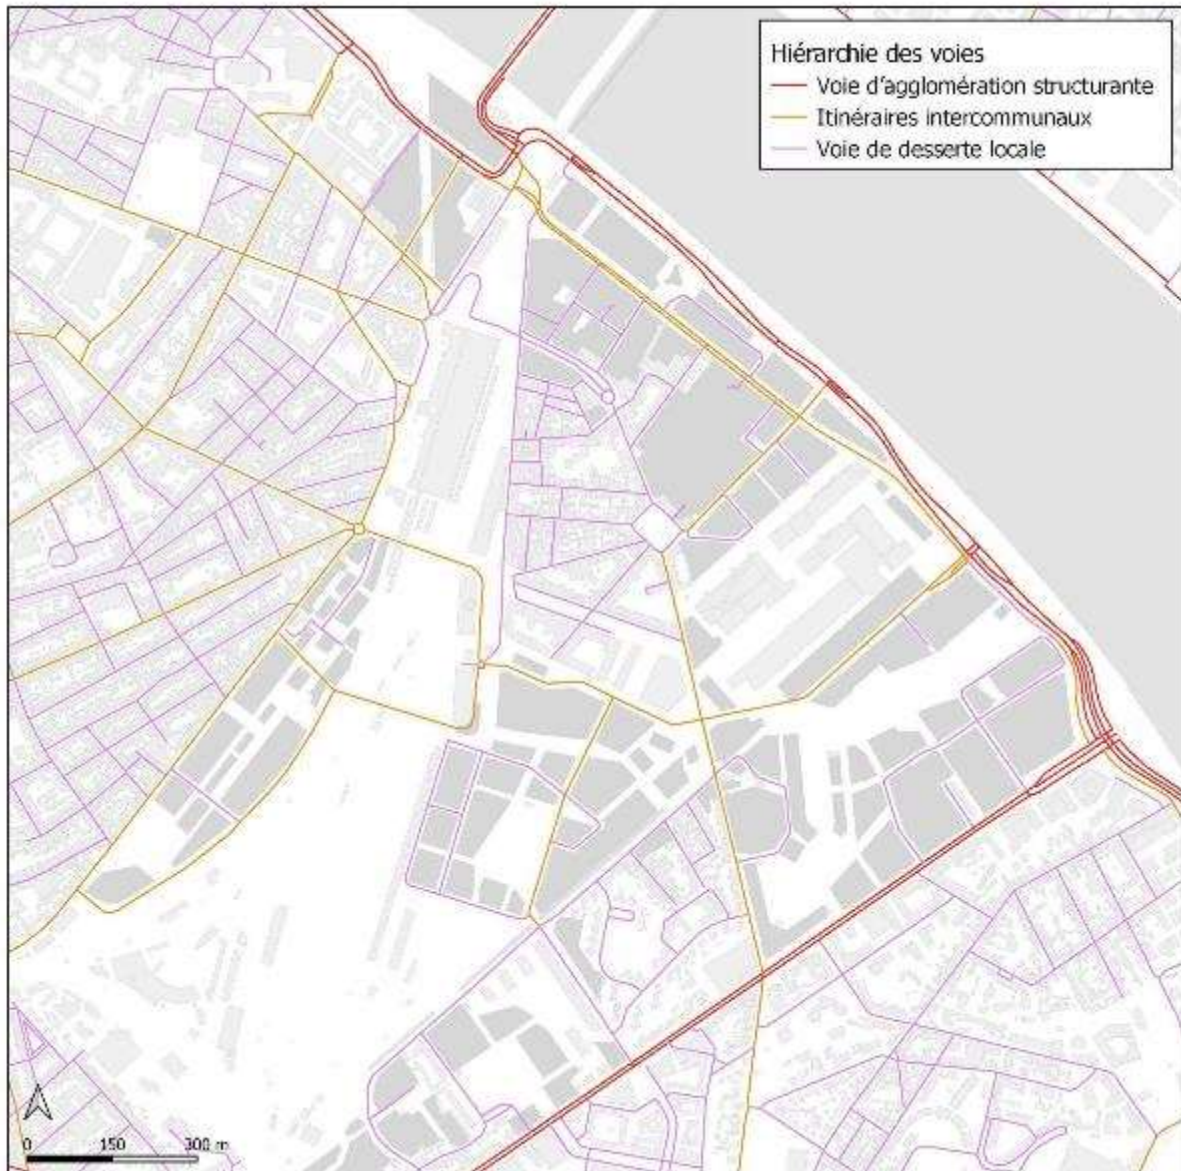 Hiérarchie des voies
Voie d'agglomération structurante
Itinéraires intercommunaux
Voie de desserte locale
0 150 300 m